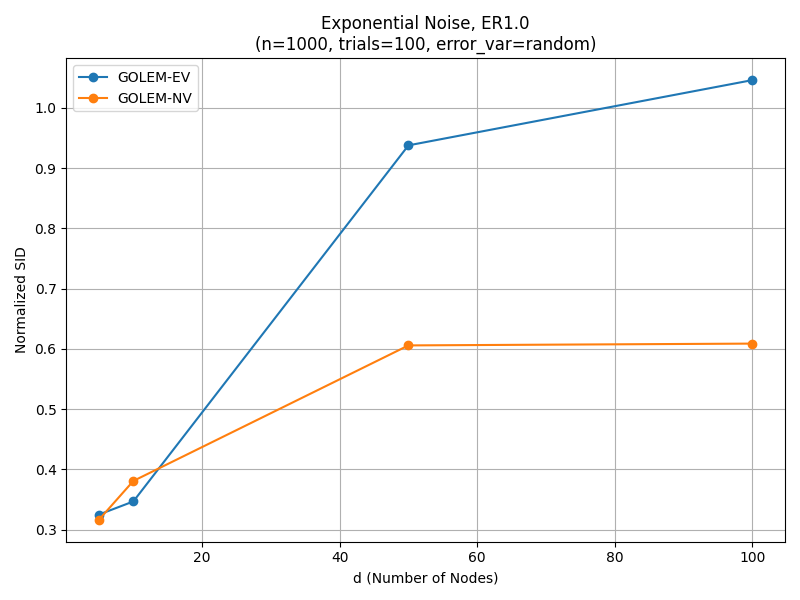 Exponential Noise, ER1.0
(n=1000, trials=100, error_var=random)
GOLEM-EV
GOLEM-NV
Normalized SID
1.0
0.9
0.8
0.7
0.6
0.5
0.4
0.3
20 40 60 80 100
d (Number of Nodes)